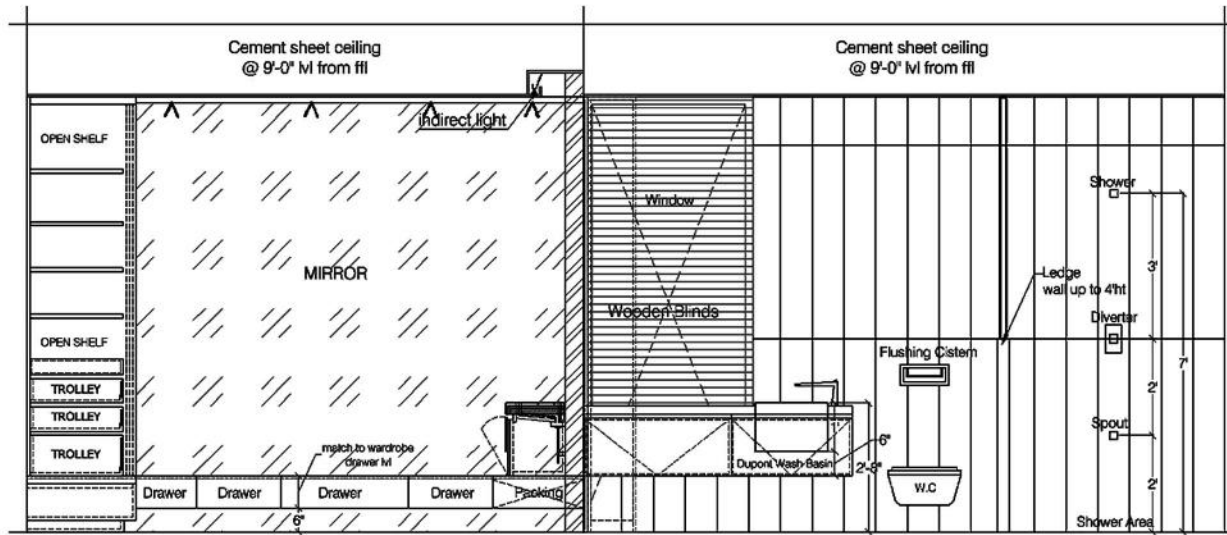 Cement sheet ceiling
@ 9'-0" lvl from ffl
Cement sheet ceiling
@ 9'-0" lvl from ffl
OPEN SHELF
indirect light
MIRROR
OPEN SHELF
TROLLEY
TROLLEY
TROLLEY
match to wardrobe
drawer lvl
Drawer
Drawer
Drawer
Drawer
Packing
6"
Window
Wooden Blinds
Flushing Cistern
Dupont Wash Basin
6"
2'-8"
W.C
Ledge
wall up to 4'ht
Shower
3'
Diverter
7'
2'
Spout
2'
Shower Area